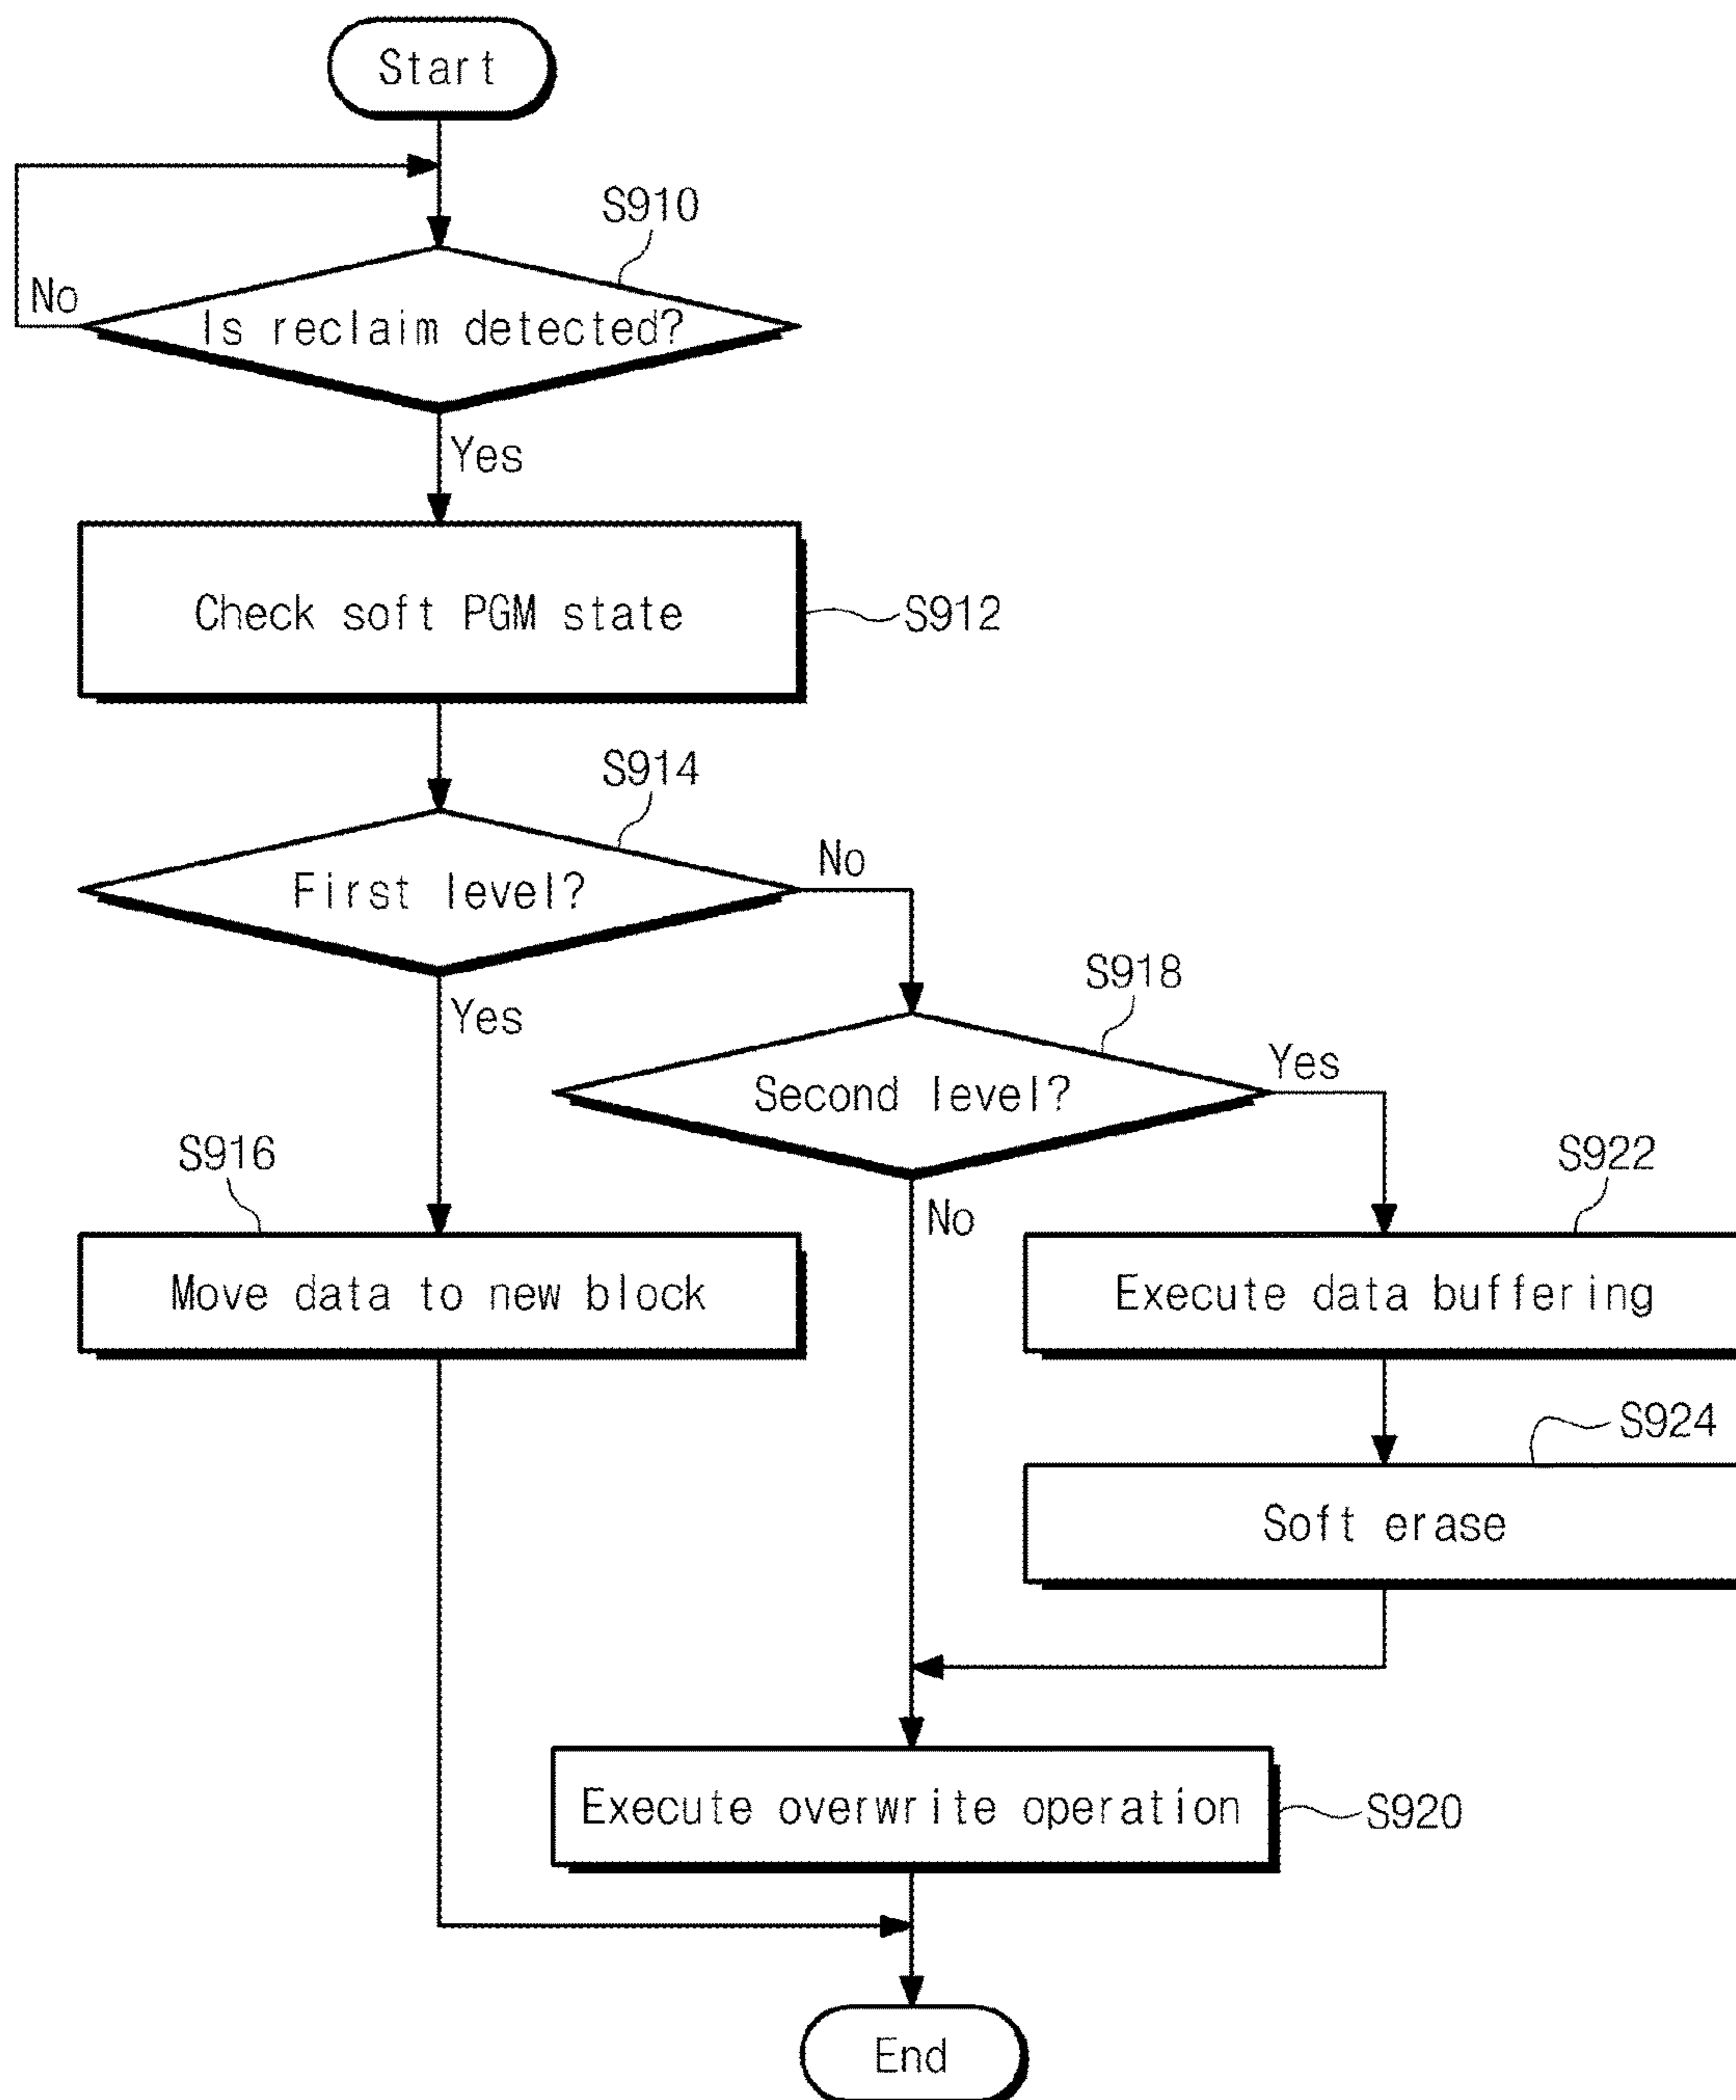 Start
S910
No
Is reclaim detected?
Yes
Check soft PGM state
S912
S914
No
First level?
S918
Yes
Yes
Second level?
S916
S922
No
Move data to new block
Execute data buffering
S924
Soft erase
Execute overwrite operation
S920
End